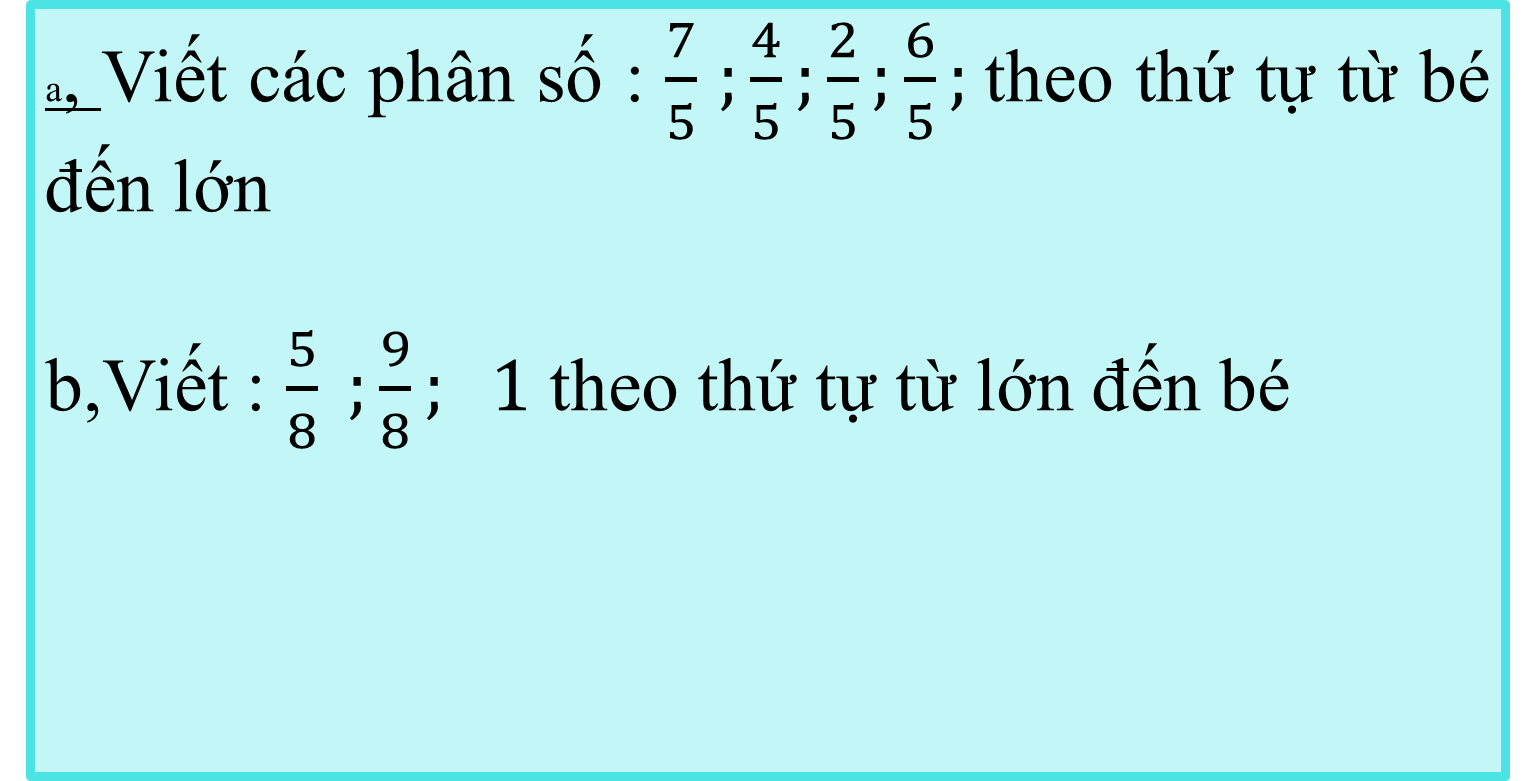 a, Viết các phân số : 7/5 ; 4/5 ; 2/5 ; 6/5 ; theo thứ tự từ bé
đến lớn
b,Viết : 5/8 ; 9/8 ; 1 theo thứ tự từ lớn đến bé